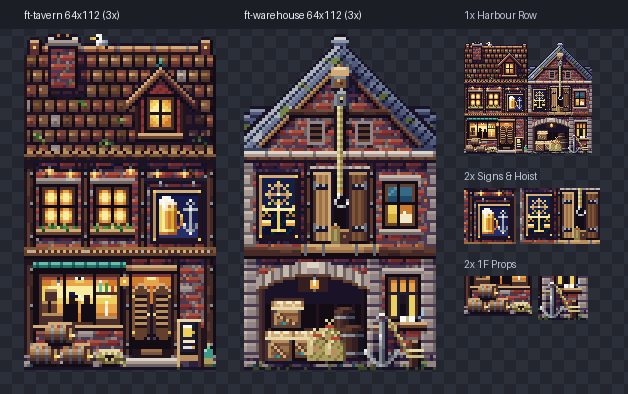 ft-tavern 64x112 (3x)
ft-warehouse 64x112 (3x)
1x Harbour Row
2x Signs & Hoist
2x 1F Props